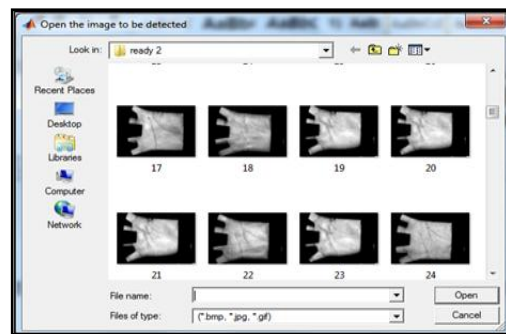 Open the image to be detected
Look in:
ready 2
Recent Places
Desktop
Libraries
Computer
Network
17
18
19
20
21
22
23
24
File name:
Open
Files of type:
(*.bmp, *.jpg, *.gif)
Cancel